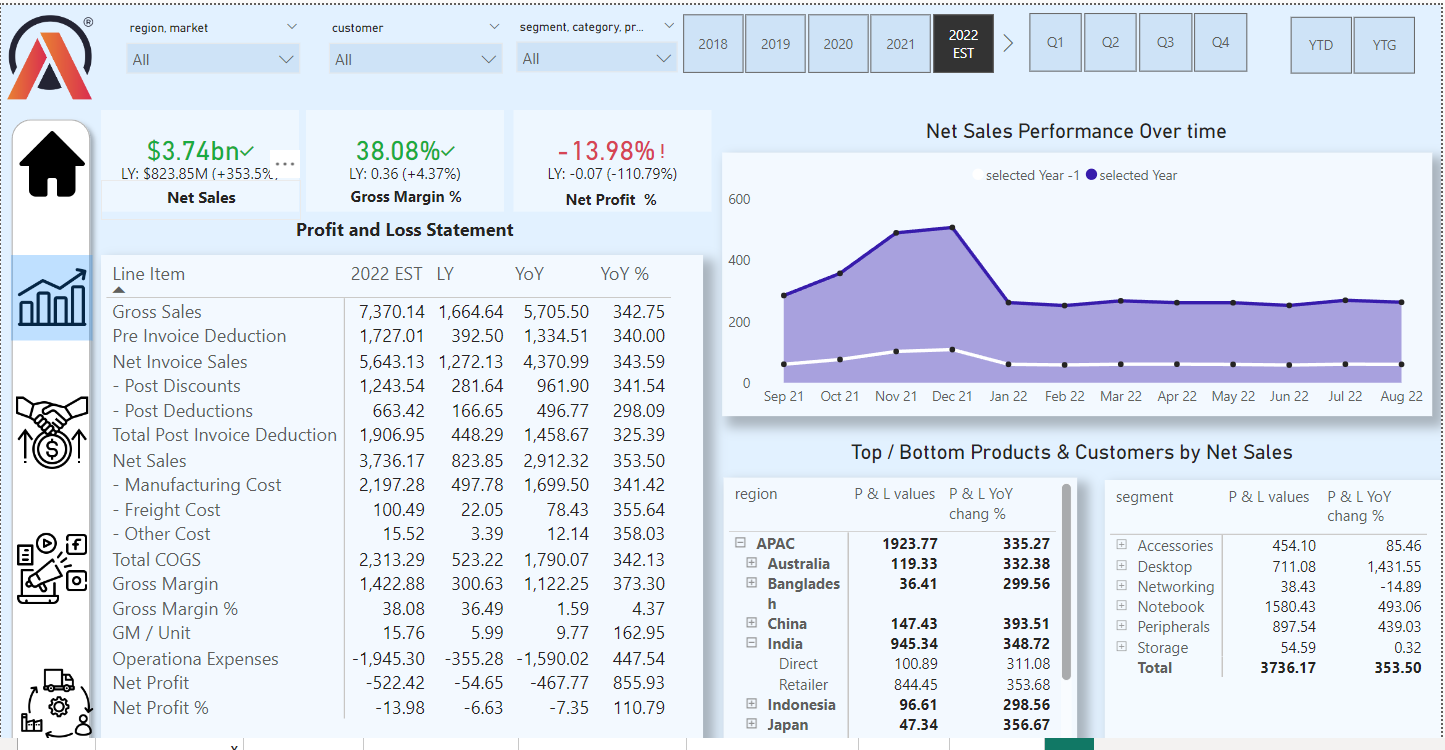 ®
region, market
All
customer
All
segment, category, pr...
All
2018
2019
2020
2021
2022
EST
Q1
Q2
Q3
Q4
YTD
YTG
$3.74bn
LY: $823.85M (+353.5%
...
Net Sales
38.08%
LY: 0.36 (+4.37%)
Gross Margin %
-13.98% !
LY: -0.07 (-110.79%)
Net Profit %
Profit and Loss Statement
Line Item 2022 EST LY YoY YoY %
Gross Sales 7,370.14 1,664.64 5,705.50 342.75
Pre Invoice Deduction 1,727.01 392.50 1,334.51 340.00
Net Invoice Sales 5,643.13 1,272.13 4,370.99 343.59
- Post Discounts 1,243.54 281.64 961.90 341.54
- Post Deductions 663.42 166.65 496.77 298.09
Total Post Invoice Deduction 1,906.95 448.29 1,458.67 325.39
Net Sales 3,736.17 823.85 2,912.32 353.50
- Manufacturing Cost 2,197.28 497.78 1,699.50 341.42
- Freight Cost 100.49 22.05 78.43 355.64
- Other Cost 15.52 3.39 12.14 358.03
Total COGS 2,313.29 523.22 1,790.07 342.13
Gross Margin 1,422.88 300.63 1,122.25 373.30
Gross Margin % 38.08 36.49 1.59 4.37
GM / Unit 15.76 5.99 9.77 162.95
Operationa Expenses -1,945.30 -355.28 -1,590.02 447.54
Net Profit -522.42 -54.65 -467.77 855.93
Net Profit % -13.98 -6.63 -7.35 110.79
Net Sales Performance Over time
selected Year -1 selected Year
600
400
200
0
Sep 21 Oct 21 Nov 21 Dec 21 Jan 22 Feb 22 Mar 22 Apr 22 May 22 Jun 22 Jul 22 Aug 22
Top / Bottom Products & Customers by Net Sales
region P & L values P & L YoY
chang %
APAC 1923.77 335.27
Australia 119.33 332.38
Banglades 36.41 299.56
h
China 147.43 393.51
India 945.34 348.72
Direct 100.89 311.08
Retailer 844.45 353.68
Indonesia 96.61 298.56
Japan 47.34 356.67
segment P & L values P & L YoY
chang %
Accessories 454.10 85.46
Desktop 711.08 1,431.55
Networking 38.43 -14.89
Notebook 1580.43 493.06
Peripherals 897.54 439.03
Storage 54.59 0.32
Total 3736.17 353.50